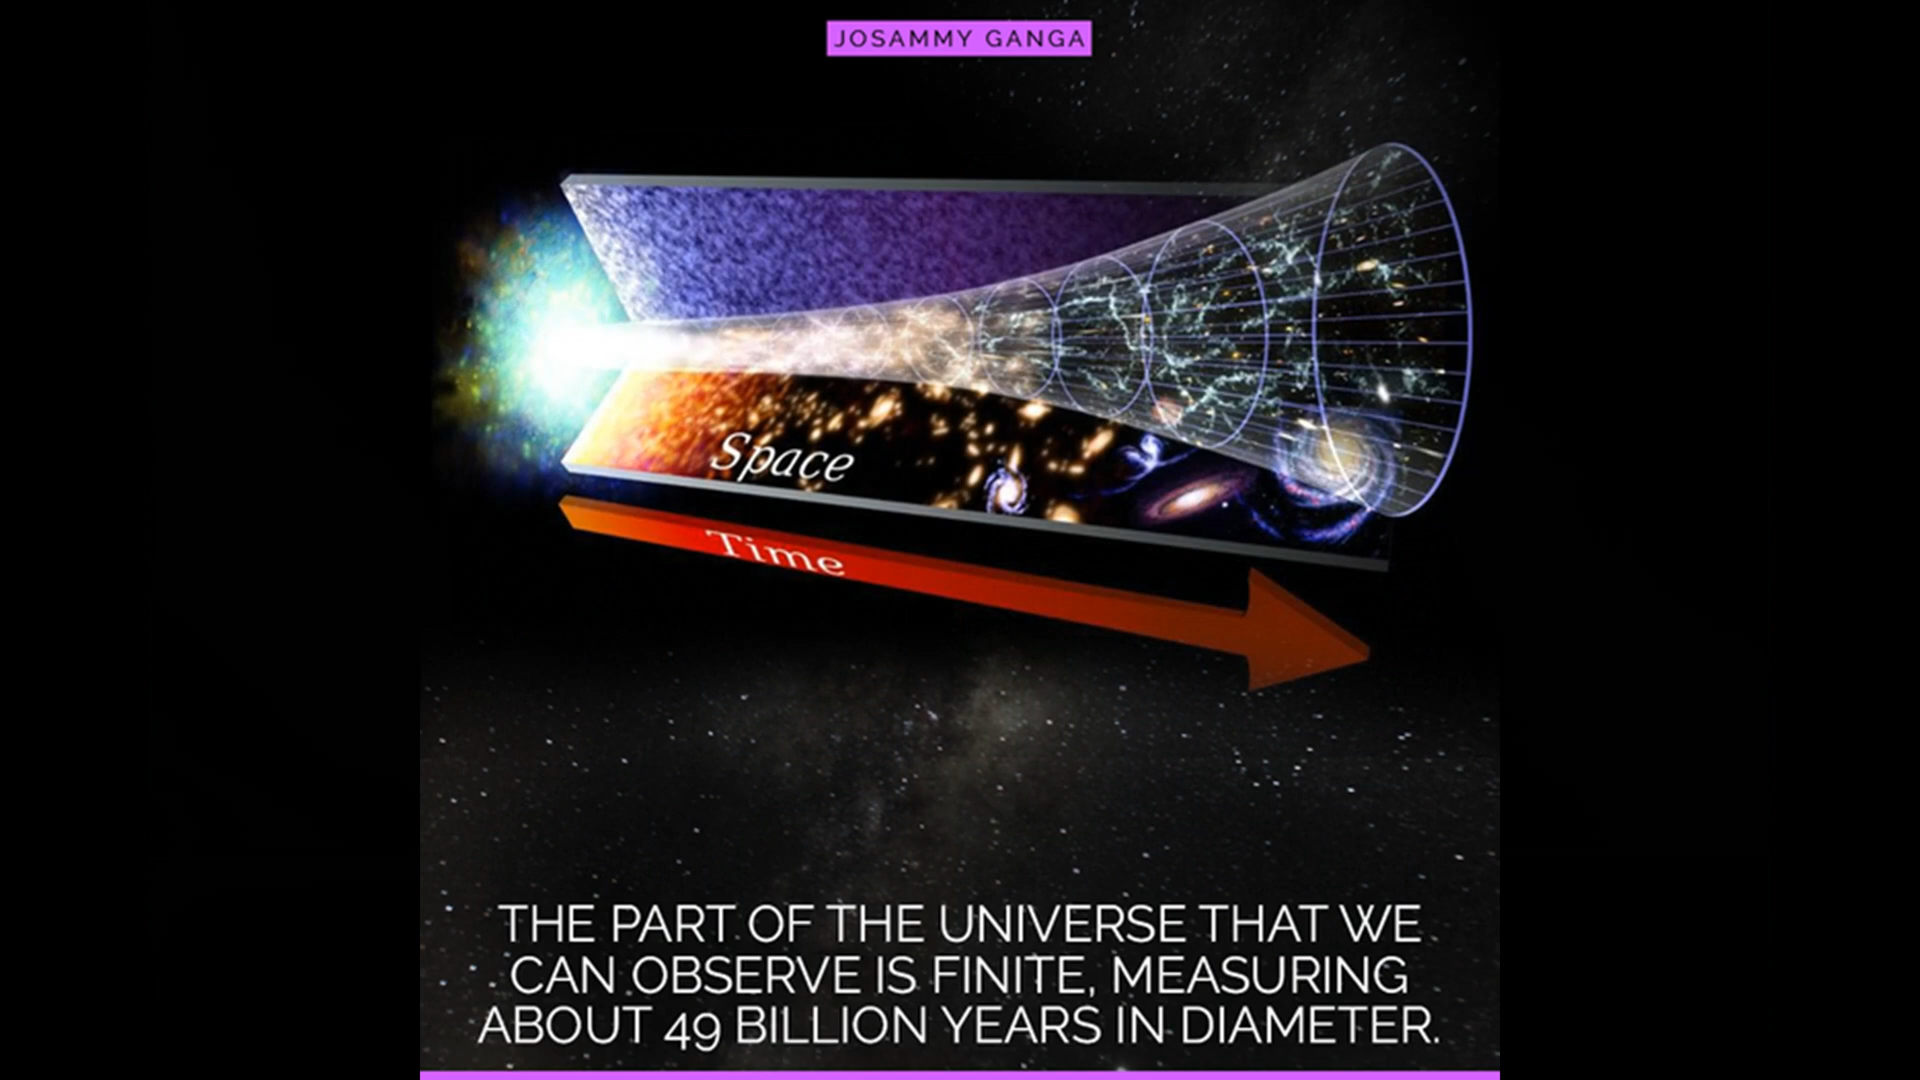 JOSAMMY GANGA
Space
Time
THE PART OF THE UNIVERSE THAT WE
CAN OBSERVE IS FINITE, MEASURING
ABOUT 49 BILLION YEARS IN DIAMETER.